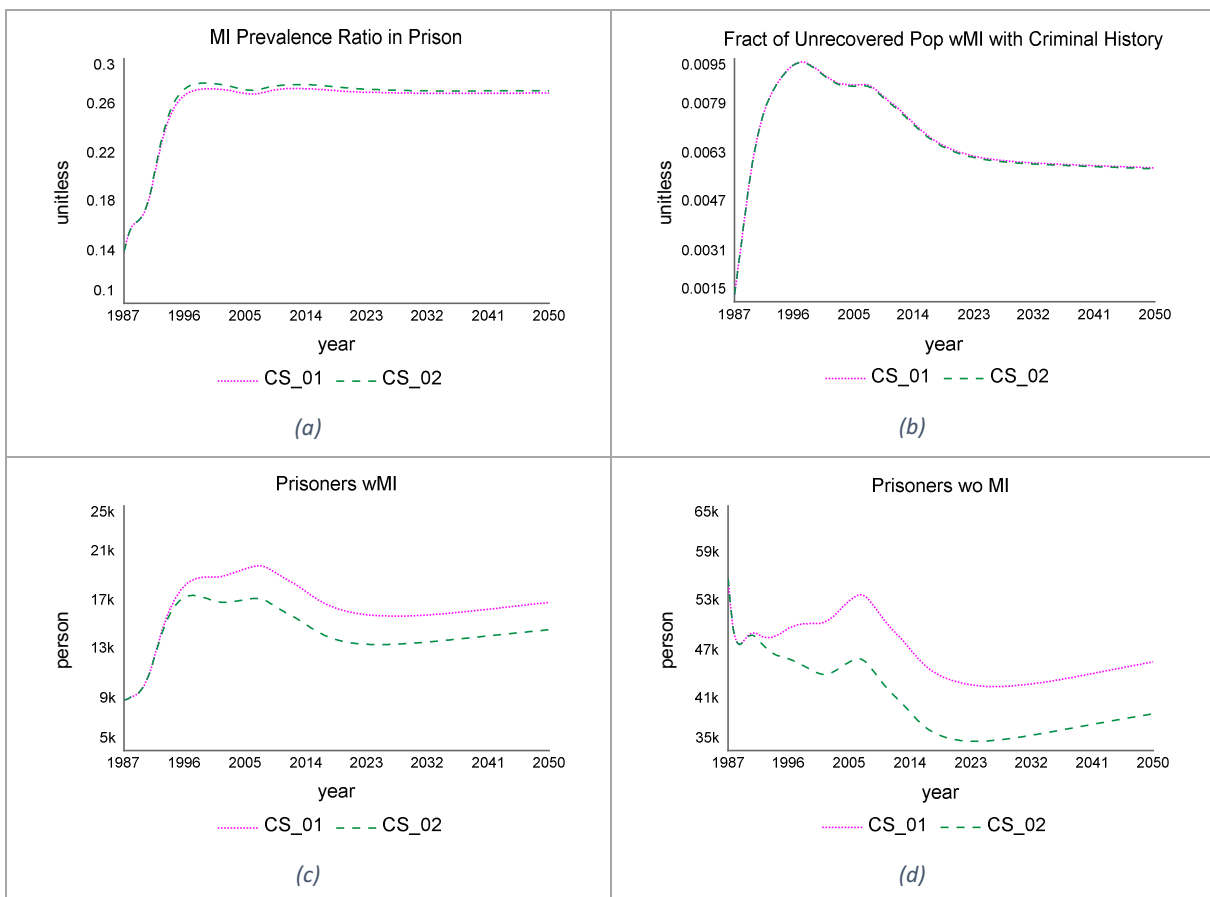 MI Prevalence Ratio in Prison
0.3
0.26
0.22
0.18
0.14
0.1
unitless
1987 1996 2005 2014 2023 2032 2041 2050
year
CS_01 CS_02
(a)
Fract of Unrecovered Pop wMI with Criminal History
0.0095
0.0079
0.0063
0.0047
0.0031
0.0015
unitless
1987 1996 2005 2014 2023 2032 2041 2050
year
CS_01 CS_02
(b)
Prisoners wMI
25k
21k
17k
13k
9k
5k
person
1987 1996 2005 2014 2023 2032 2041 2050
year
CS_01 CS_02
(c)
Prisoners wo MI
65k
59k
53k
47k
41k
35k
person
1987 1996 2005 2014 2023 2032 2041 2050
year
CS_01 CS_02
(d)